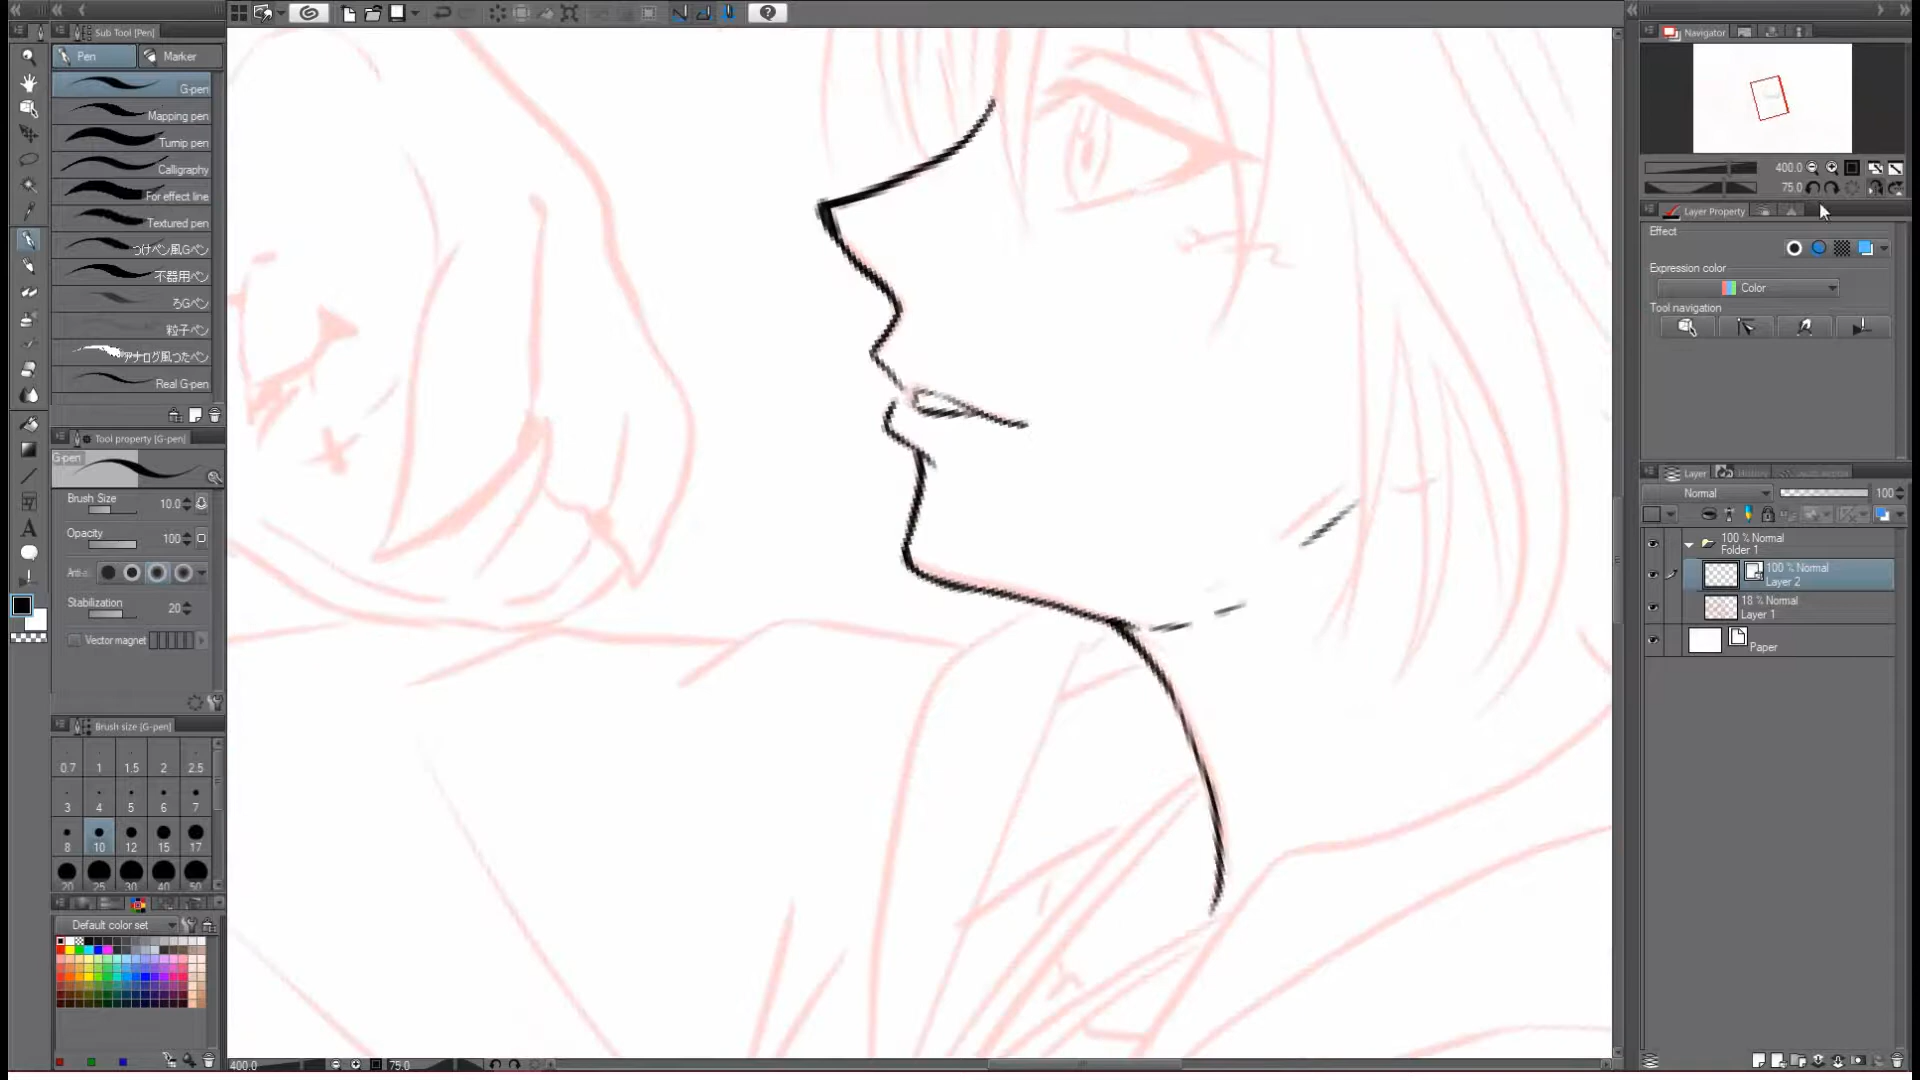 Sub Tool [Pen]
Pen
Marker
G-pen
Mapping pen
Turnip pen
Calligraphy
For effect line
Textured pen
つけペン風Gペン
不器用ペン
ろGペン
粒子ペン
アナログ風つたペン
Real G-pen
Tool property [G-pen]
G-pen
Brush Size 10.0
Opacity 100
Anti-a
Stabilization 20
Vector magnet
Brush size [G-pen]
0.7 1 1.5 2 2.5
3 4 5 6 7
8 10 12 15 17
20 25 30 40 50
Default color set
400.0 75.0
Navigator
400.0
75.0
Layer Property
Effect
Expression color
Color
Tool navigation
Layer
Normal 100
100 % Normal
Folder 1
100 % Normal
Layer 2
18 % Normal
Layer 1
Paper